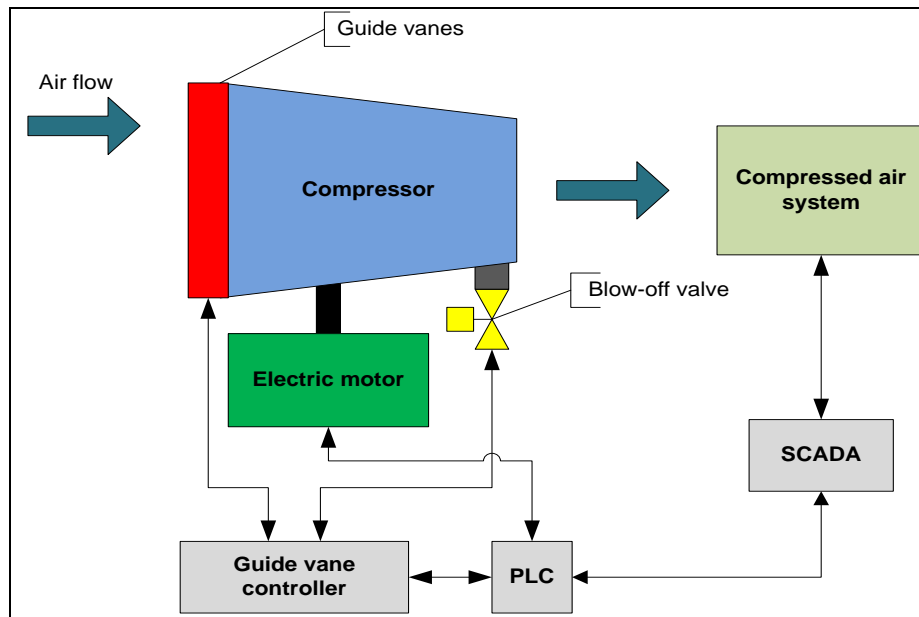 Guide vanes
Air flow
Compressor
Compressed air
system
Blow-off valve
Electric motor
SCADA
Guide vane
controller
PLC